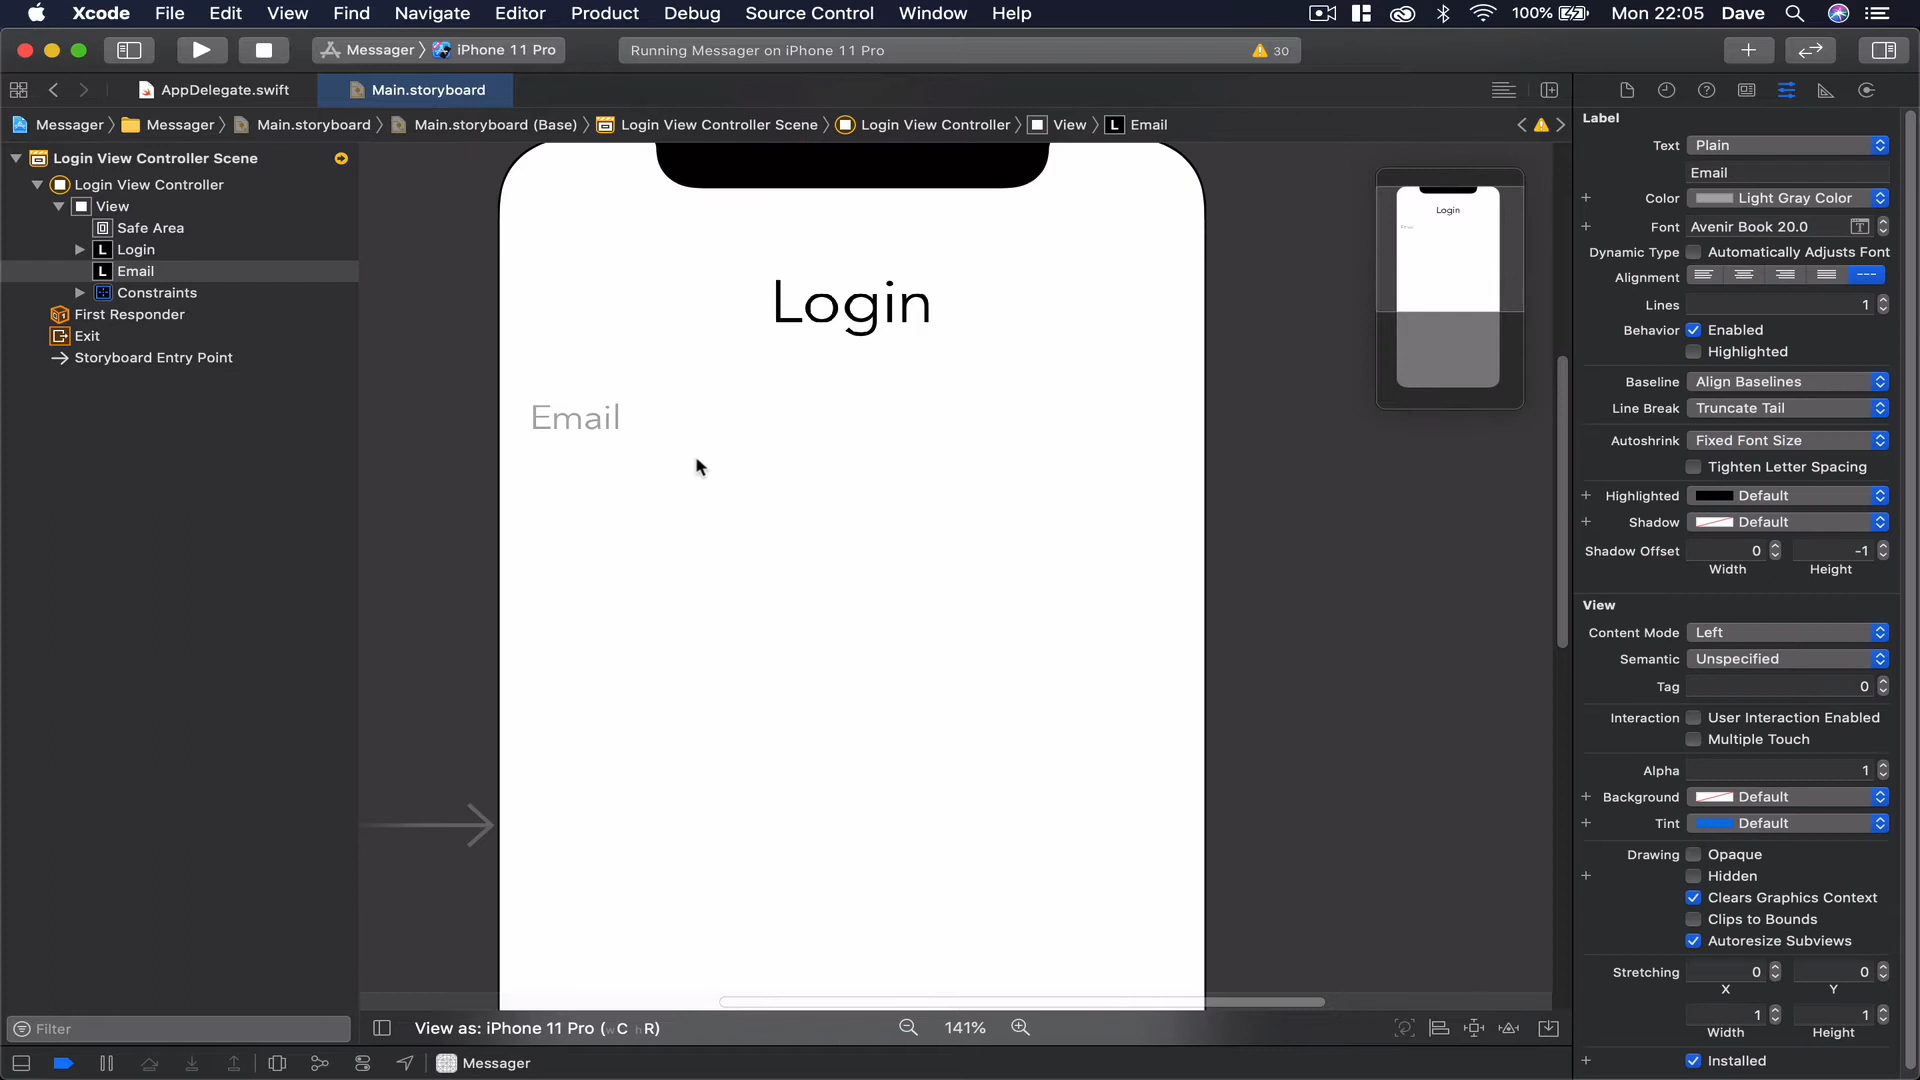 Xcode File Edit View Find Navigate Editor Product Debug Source Control Window Help 100% Mon 22:05 Dave
Messager iPhone 11 Pro Running Messager on iPhone 11 Pro 30
AppDelegate.swift Main.storyboard
Messager Messager Main.storyboard Main.storyboard (Base) Login View Controller Scene Login View Controller View L Email
Login View Controller Scene
Login View Controller
View
Safe Area
L Login
L Email
Constraints
First Responder
Exit
Storyboard Entry Point
Filter
Login
Email
Login
View as: iPhone 11 Pro (wC hR) 141%
Messager
Label
Text Plain
Email
Color Light Gray Color
Font Avenir Book 20.0
Dynamic Type Automatically Adjusts Font
Alignment
Lines 1
Behavior Enabled
Highlighted
Baseline Align Baselines
Line Break Truncate Tail
Autoshrink Fixed Font Size
Tighten Letter Spacing
Highlighted Default
Shadow Default
Shadow Offset 0 -1
Width Height
View
Content Mode Left
Semantic Unspecified
Tag 0
Interaction User Interaction Enabled
Multiple Touch
Alpha 1
Background Default
Tint Default
Drawing Opaque
Hidden
Clears Graphics Context
Clips to Bounds
Autoresize Subviews
Stretching 0 0
X Y
1 1
Width Height
Installed